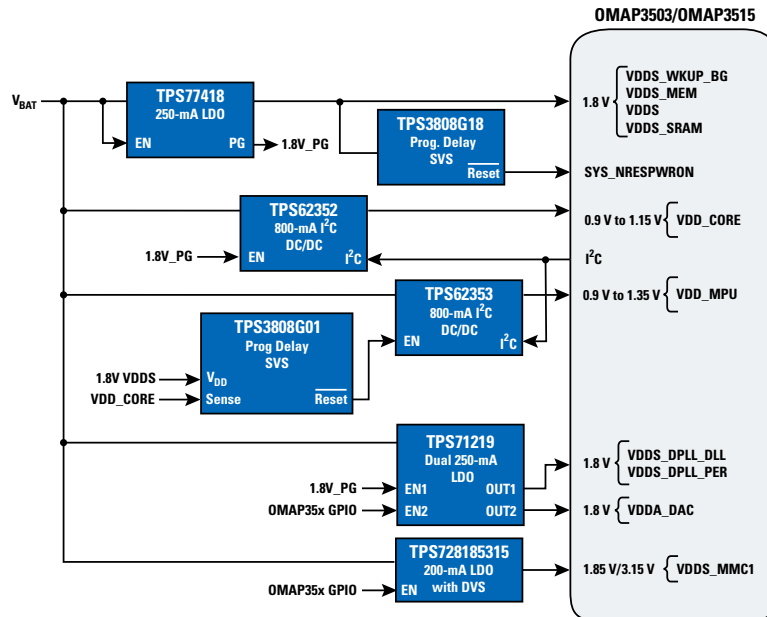 OMAP3503/OMAP3515
V_BAT
TPS77418
250-mA LDO
EN
PG
1.8V_PG
TPS3808G18
Prog. Delay
SVS
Reset
1.8 V
VDDS_WKUP_BG
VDDS_MEM
VDDS
VDDS_SRAM
SYS_NRESPWRON
TPS62352
800-mA I²C
DC/DC
1.8V_PG
EN
I²C
0.9 V to 1.15 V
VDD_CORE
I²C
TPS62353
800-mA I²C
DC/DC
EN
I²C
0.9 V to 1.35 V
VDD_MPU
TPS3808G01
Prog Delay
SVS
1.8V VDDS
V_DD
VDD_CORE
Sense
Reset
TPS71219
Dual 250-mA
LDO
1.8V_PG
EN1
OUT1
OMAP35x GPIO
EN2
OUT2
1.8 V
VDDS_DPLL_DLL
VDDS_DPLL_PER
1.8 V
VDDA_DAC
TPS728185315
200-mA LDO
with DVS
OMAP35x GPIO
EN
1.85 V/3.15 V
VDDS_MMC1